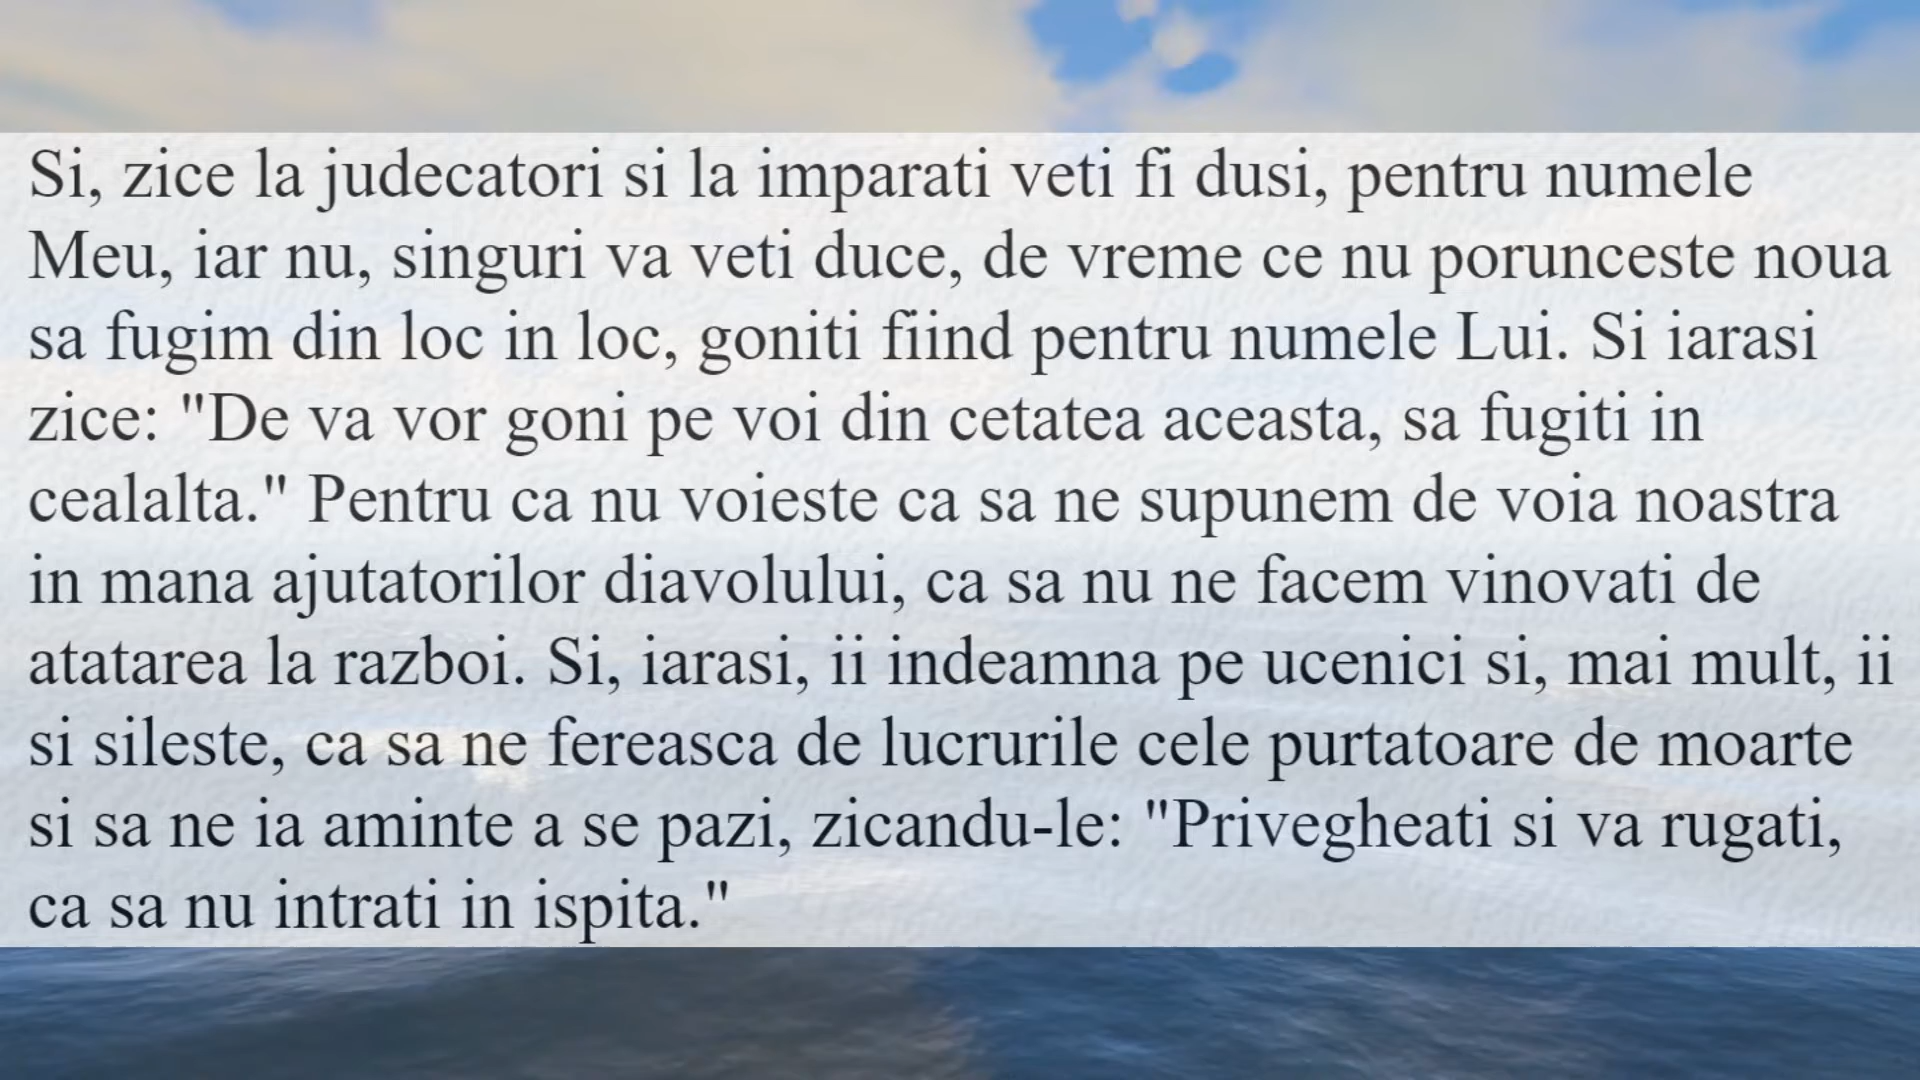 Si, zice la judecatori si la imparati veti fi dusi, pentru numele
Meu, iar nu, singuri va veti duce, de vreme ce nu porunceste noua
sa fugim din loc in loc, goniti fiind pentru numele Lui. Si iarasi
zice: "De va vor goni pe voi din cetatea aceasta, sa fugiti in
cealalta." Pentru ca nu voieste ca sa ne supunem de voia noastra
in mana ajutatorilor diavolului, ca sa nu ne facem vinovati de
atatarea la razboi. Si, iarasi, ii indeamna pe ucenici si, mai mult, ii
si sileste, ca sa ne fereasca de lucrurile cele purtatoare de moarte
si sa ne ia aminte a se pazi, zicandu-le: "Privegheati si va rugati,
ca sa nu intrati in ispita."